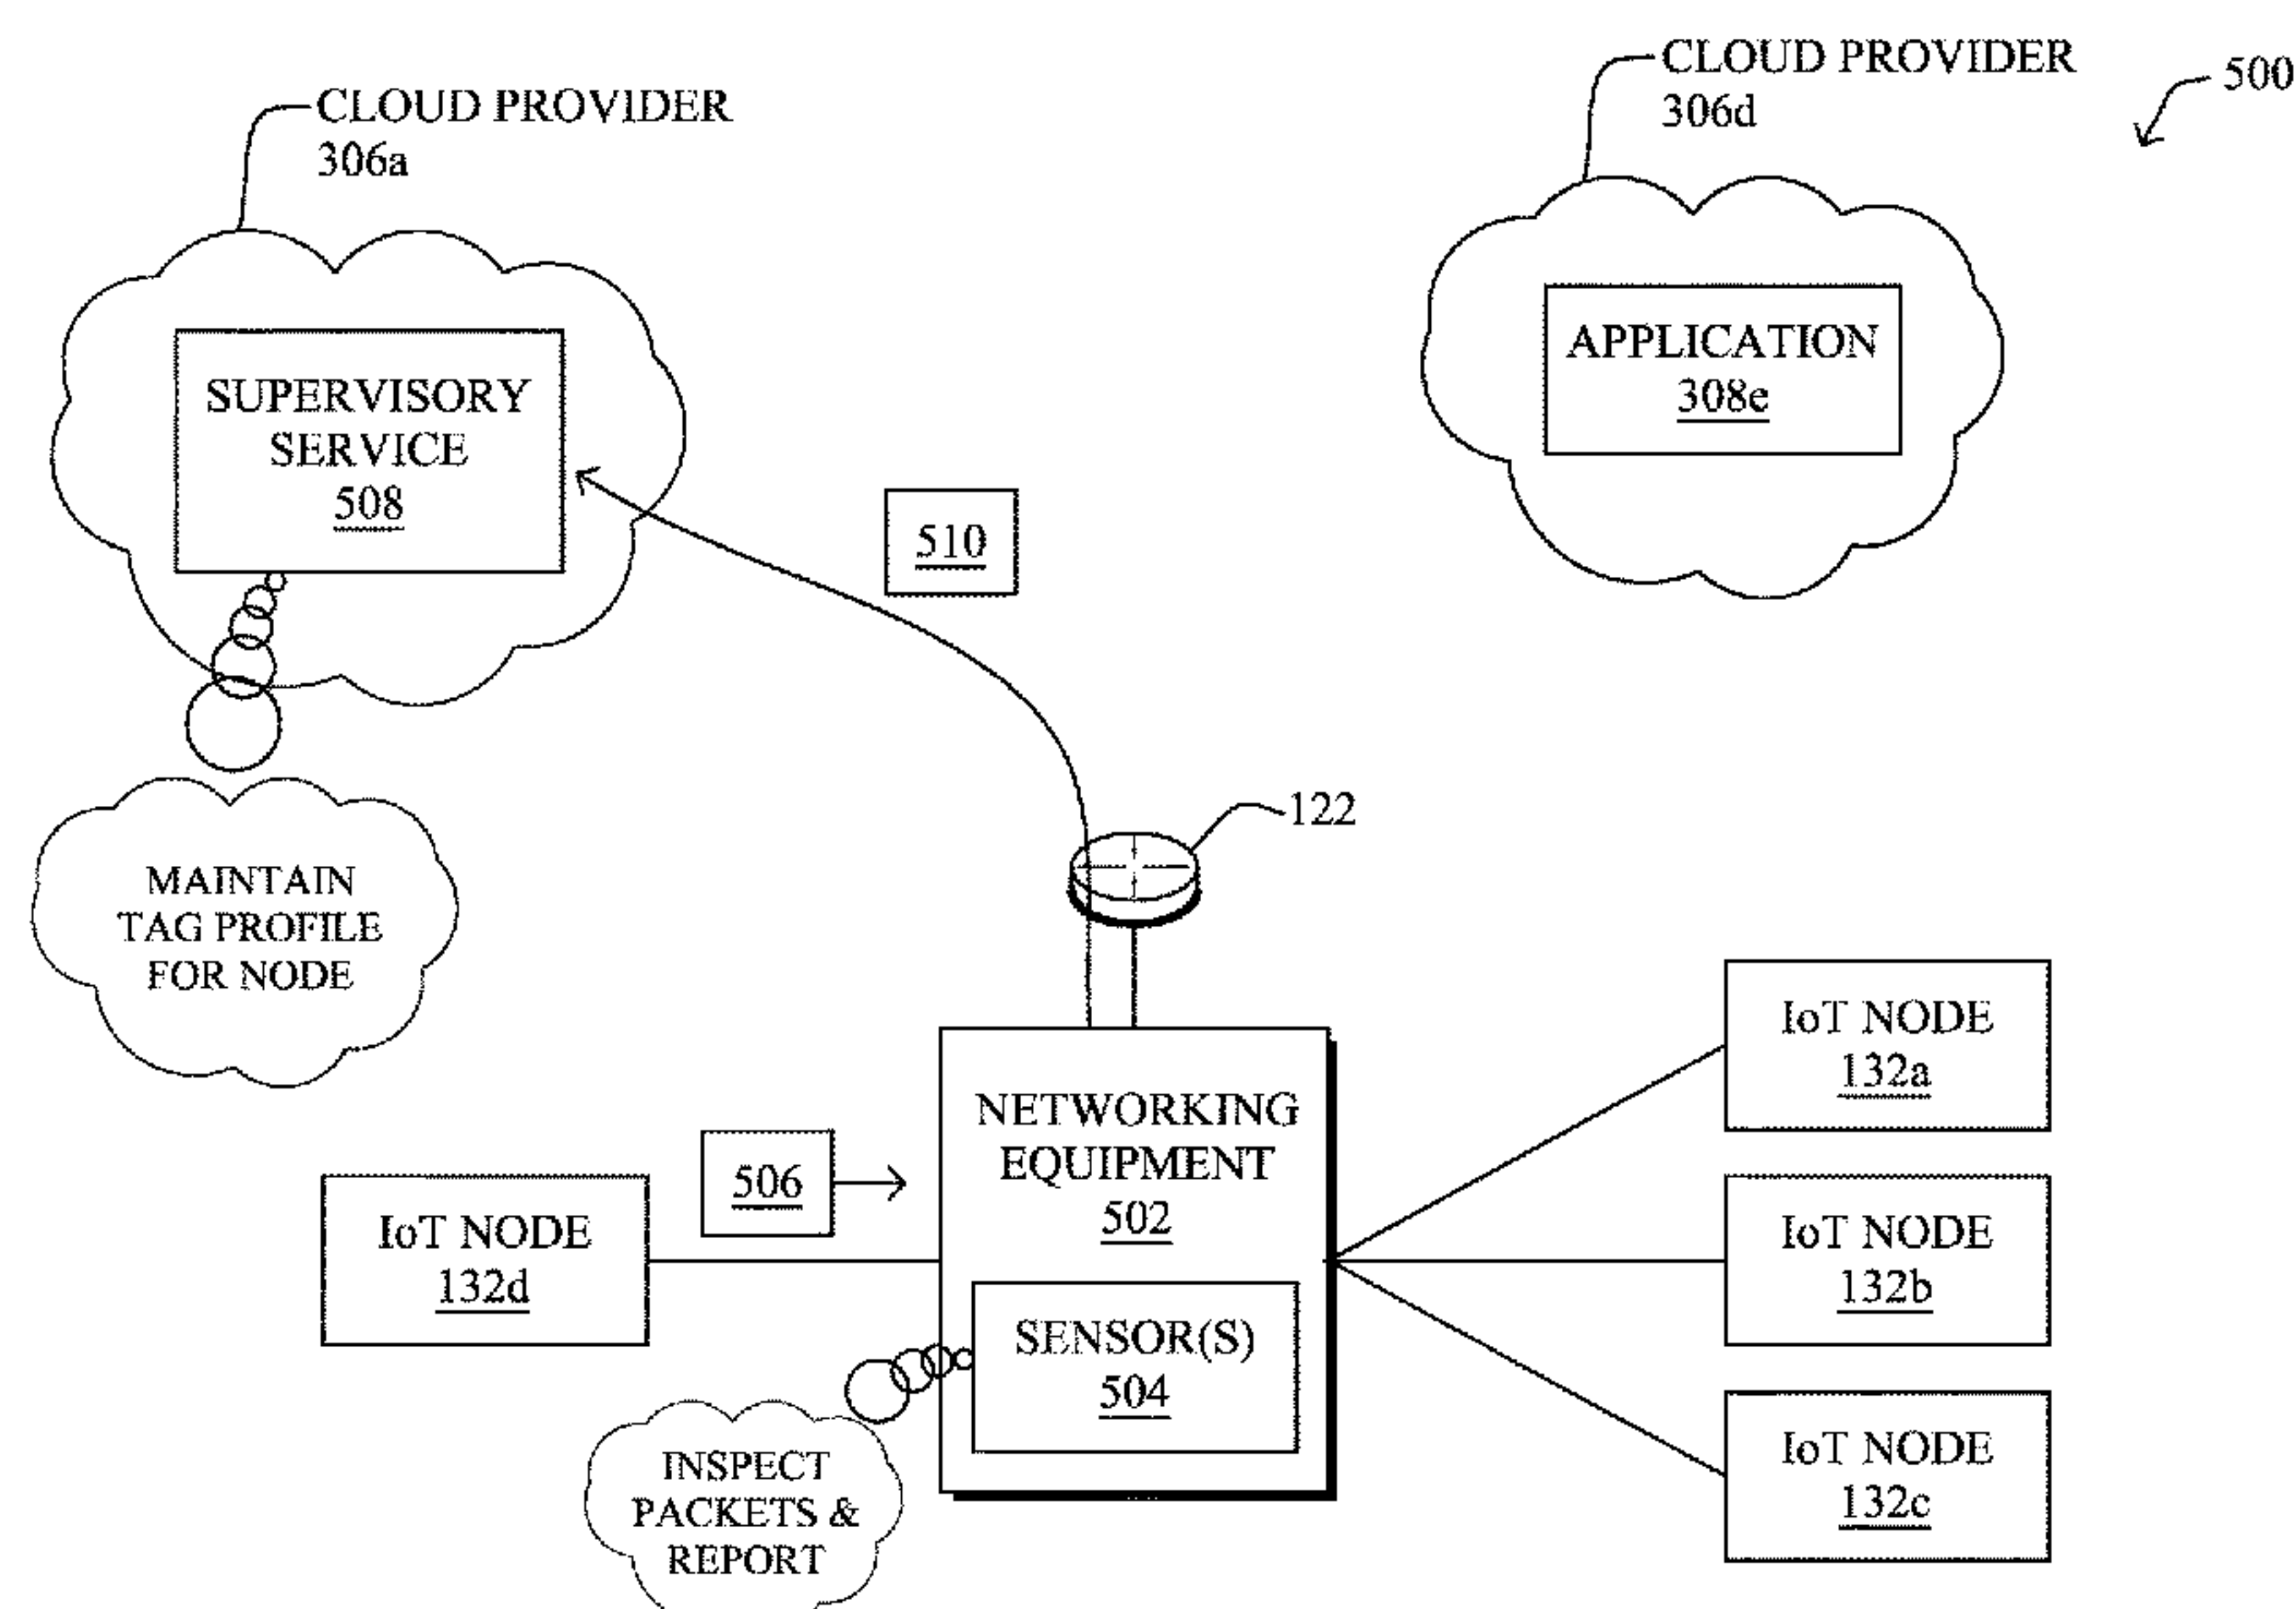 CLOUD PROVIDER
306a
CLOUD PROVIDER
306d
500
SUPERVISORY
SERVICE
508
APPLICATION
308e
510
122
MAINTAIN
TAG PROFILE
FOR NODE
NETWORKING
EQUIPMENT
502
506
IoT NODE
132d
SENSOR(S)
504
INSPECT
PACKETS &
REPORT
IoT NODE
132a
IoT NODE
132b
IoT NODE
132c